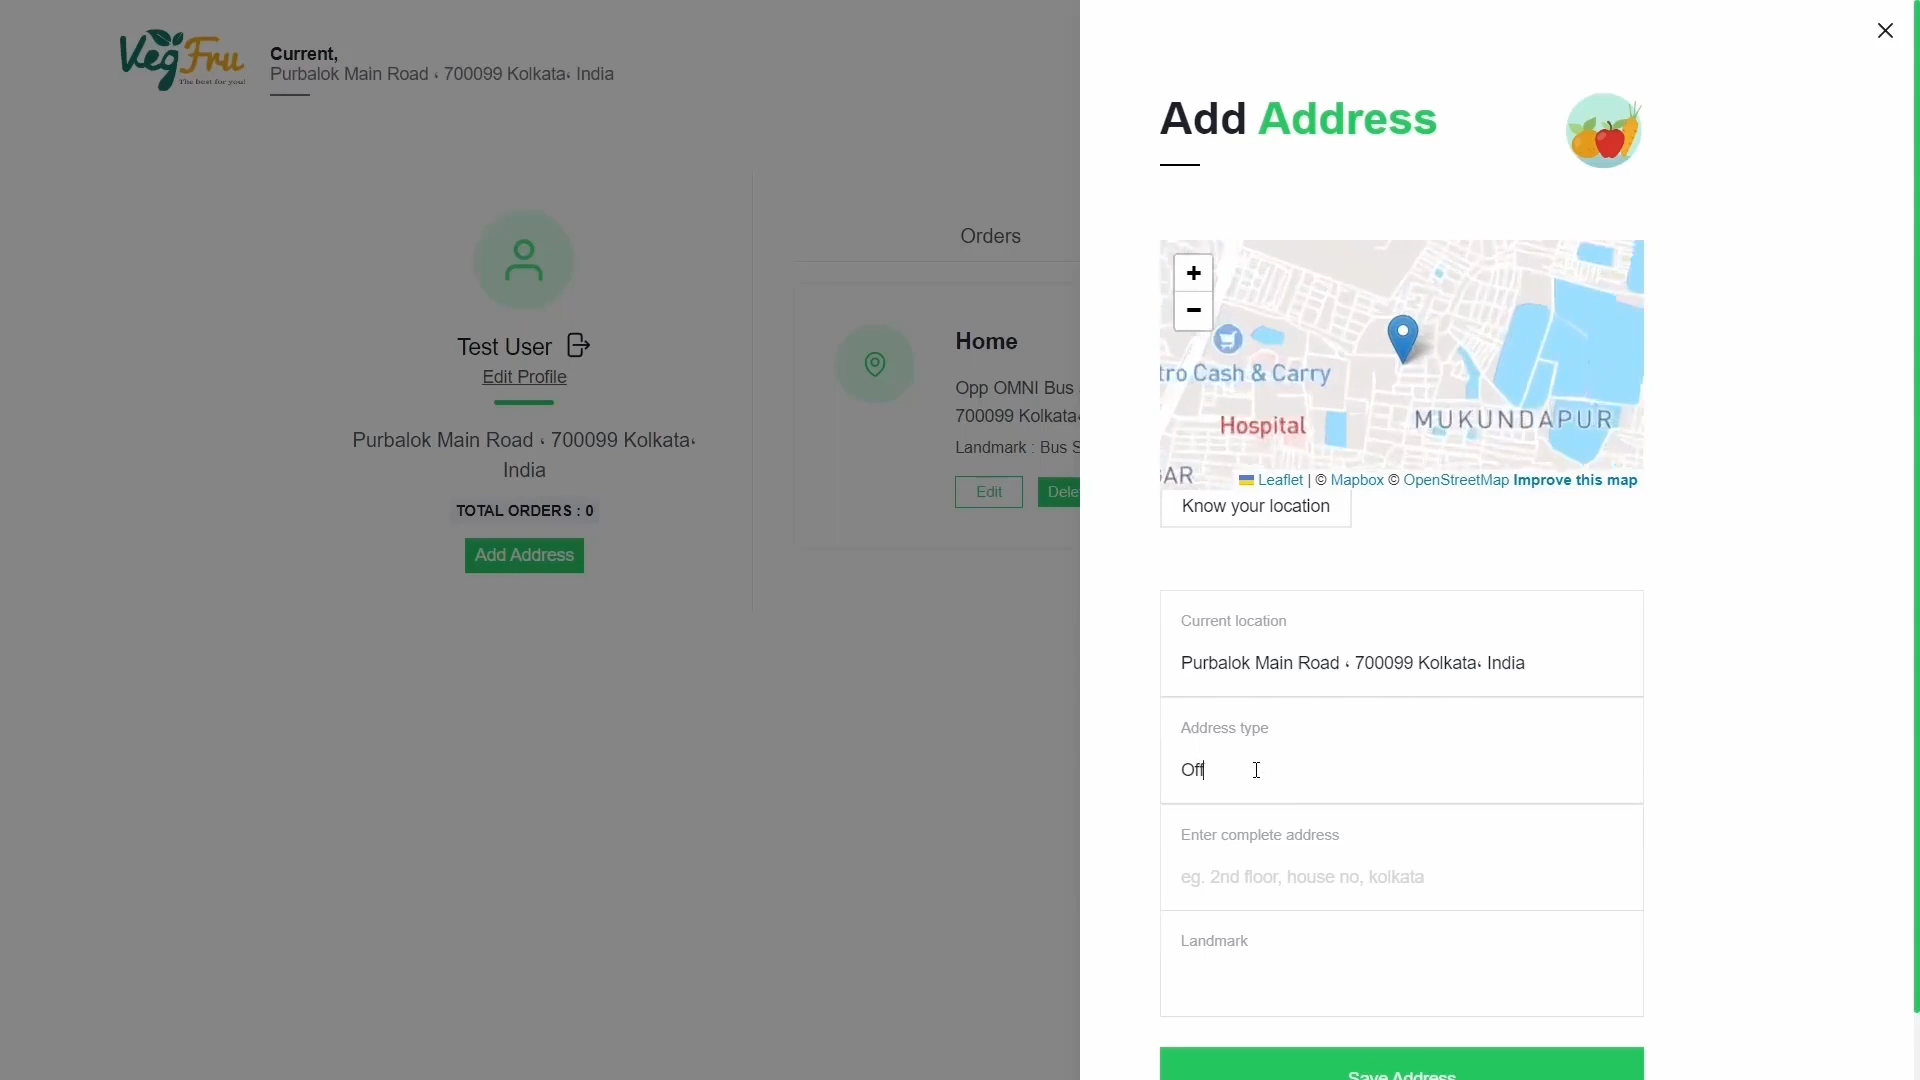 VegFru
The best for you!
Current,
Purbalok Main Road ، 700099 Kolkata، India
Test User
Edit Profile
Purbalok Main Road ، 700099 Kolkata،
India
TOTAL ORDERS : 0
Add Address
Orders
Home
Opp OMNI Bus
700099 Kolkata،
Landmark : Bus S
Edit
Dele
Add Address
+
−
tro Cash & Carry
Hospital
MUKUNDAPUR
GAR
Leaflet | © Mapbox © OpenStreetMap Improve this map
Know your location
Current location
Purbalok Main Road ، 700099 Kolkata، India
Address type
Off
Enter complete address
eg. 2nd floor, house no, kolkata
Landmark
Save Address